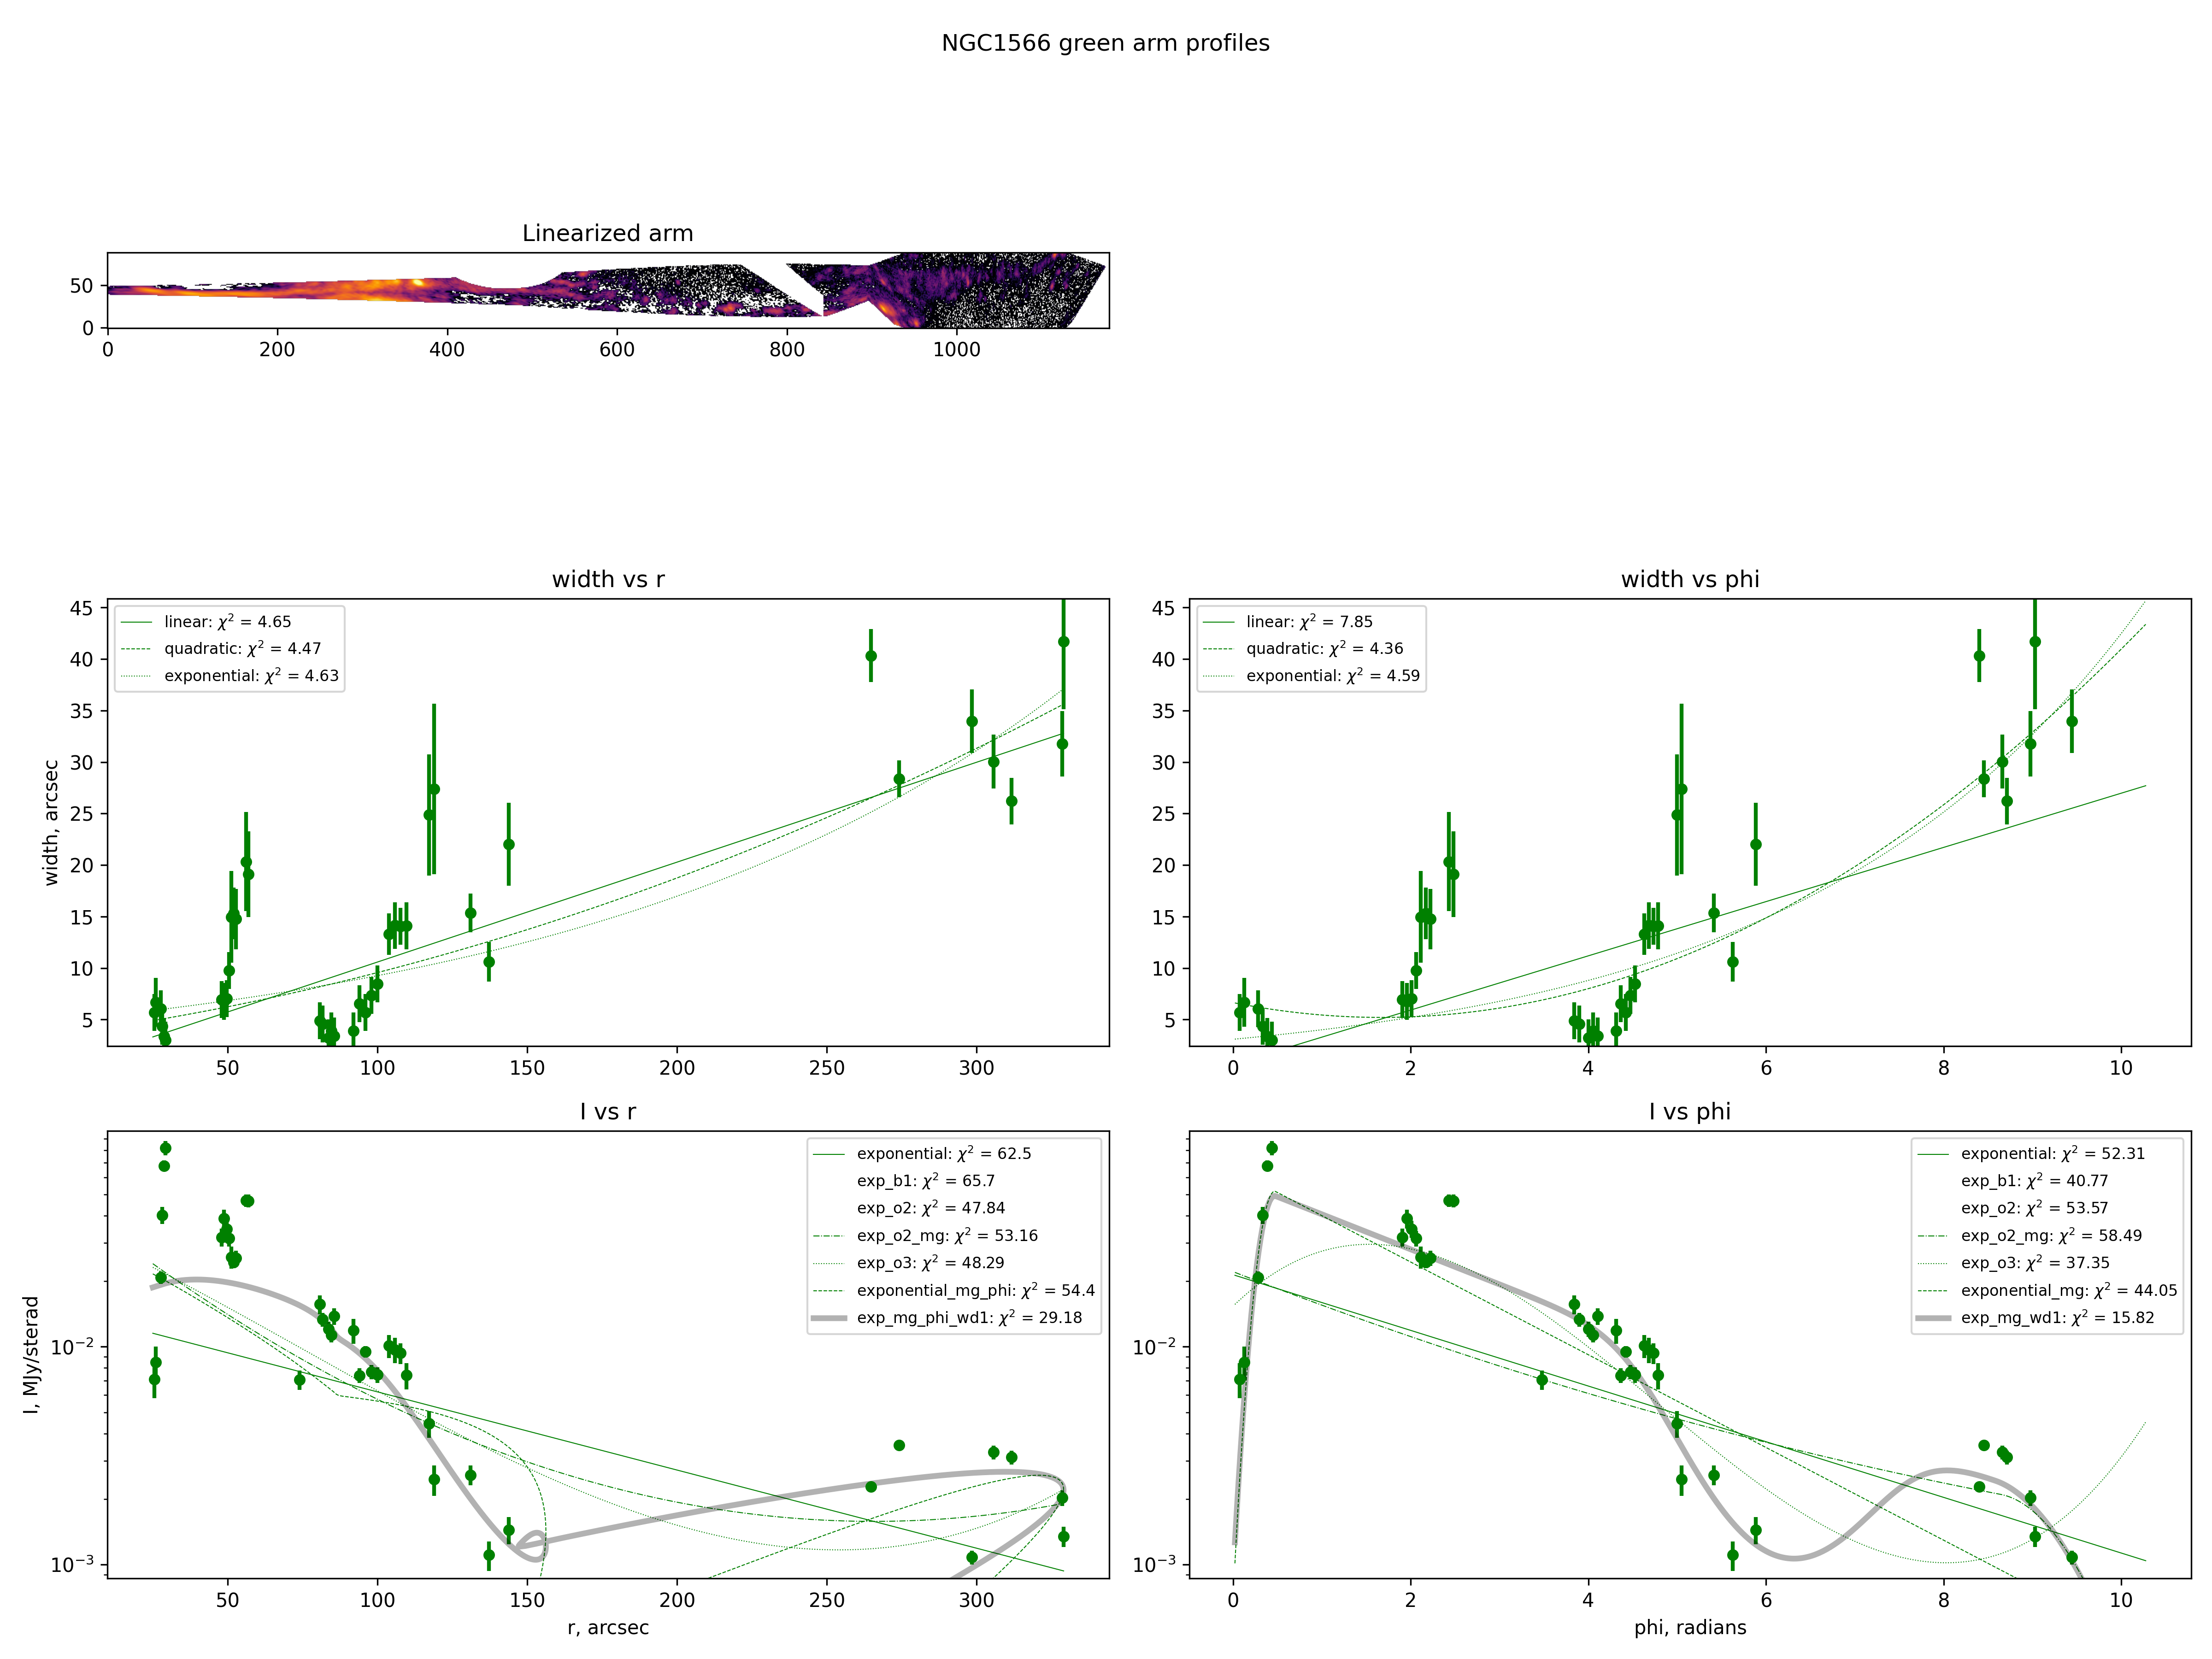 NGC1566 green arm profiles
Linearized arm
50
0
0 200 400 600 800 1000
width vs r
width, arcsec
45
40
35
30
25
20
15
10
5
linear: χ² = 4.65
quadratic: χ² = 4.47
exponential: χ² = 4.63
50 100 150 200 250 300
width vs phi
45
40
35
30
25
20
15
10
5
linear: χ² = 7.85
quadratic: χ² = 4.36
exponential: χ² = 4.59
0 2 4 6 8 10
I vs r
I, MJy/sterad
10⁻²
10⁻³
exponential: χ² = 62.5
exp_b1: χ² = 65.7
exp_o2: χ² = 47.84
exp_o2_mg: χ² = 53.16
exp_o3: χ² = 48.29
exponential_mg_phi: χ² = 54.4
exp_mg_phi_wd1: χ² = 29.18
50 100 150 200 250 300
r, arcsec
I vs phi
10⁻²
10⁻³
exponential: χ² = 52.31
exp_b1: χ² = 40.77
exp_o2: χ² = 53.57
exp_o2_mg: χ² = 58.49
exp_o3: χ² = 37.35
exponential_mg: χ² = 44.05
exp_mg_wd1: χ² = 15.82
0 2 4 6 8 10
phi, radians